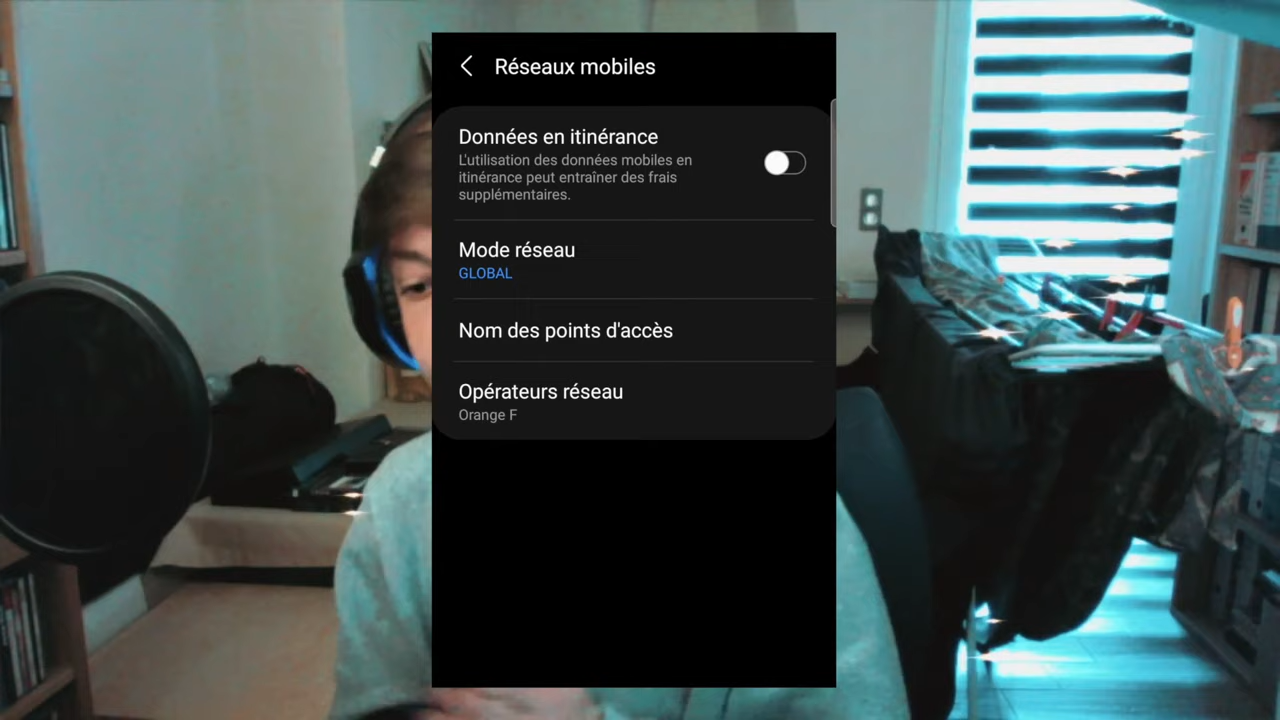 Réseaux mobiles
Données en itinérance
L'utilisation des données mobiles en
itinérance peut entraîner des frais
supplémentaires.
Mode réseau
GLOBAL
Nom des points d'accès
Opérateurs réseau
Orange F